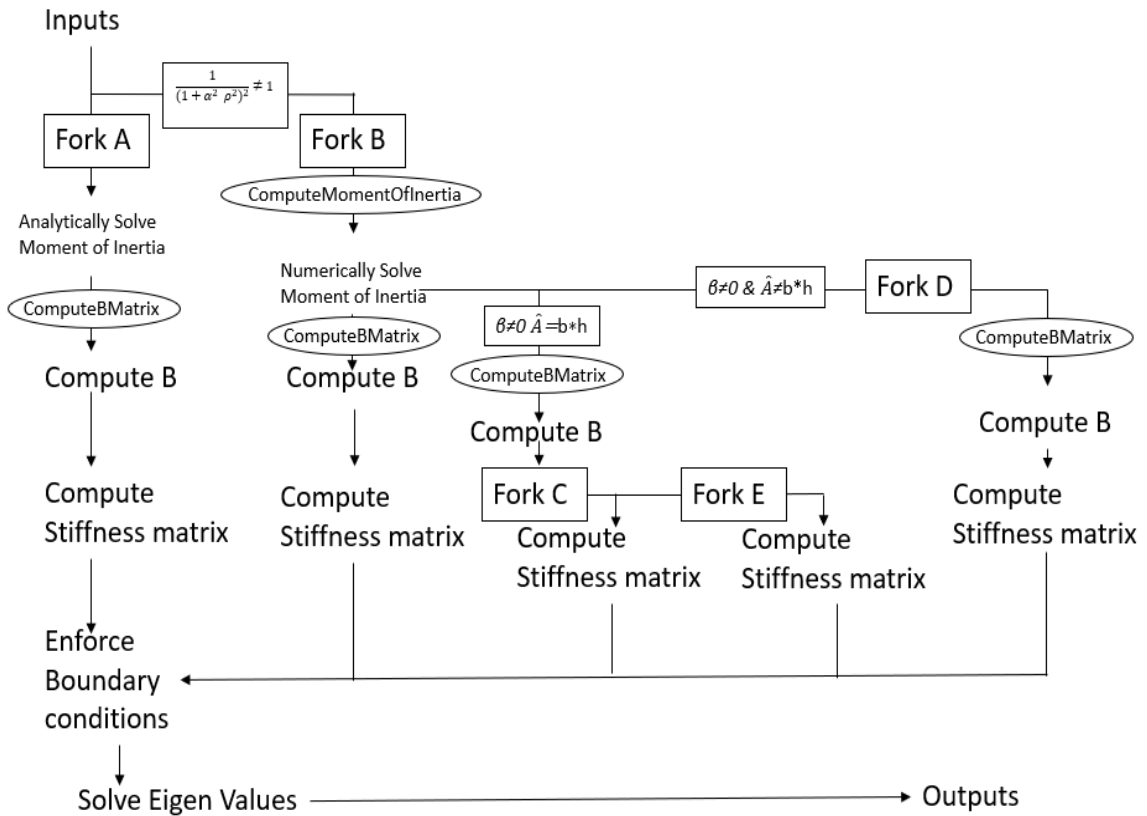 Inputs
1
(1+α² ρ²)² ≠ 1
Fork A
Fork B
ComputeMomentOfInertia
Analytically Solve
Moment of Inertia
Numerically Solve
Moment of Inertia
β≠0 & Â≠b*h
Fork D
ComputeBMatrix
ComputeBMatrix
β≠0 Â=b*h
ComputeBMatrix
ComputeBMatrix
Compute B
Compute B
Compute B
Compute B
Fork C
Fork E
Compute
Stiffness matrix
Compute
Stiffness matrix
Compute
Stiffness matrix
Compute
Stiffness matrix
Compute
Stiffness matrix
Enforce
Boundary
conditions
Solve Eigen Values
Outputs